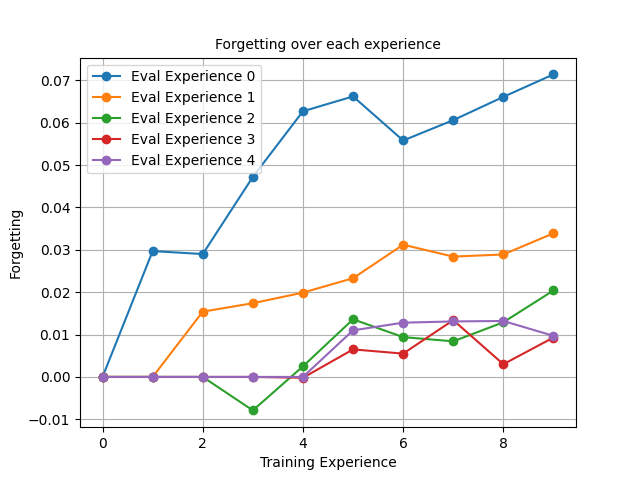 Forgetting over each experience
Eval Experience 0
Eval Experience 1
Eval Experience 2
Eval Experience 3
Eval Experience 4
0.07
0.06
0.05
0.04
0.03
0.02
0.01
0.00
−0.01
Forgetting
0 2 4 6 8
Training Experience